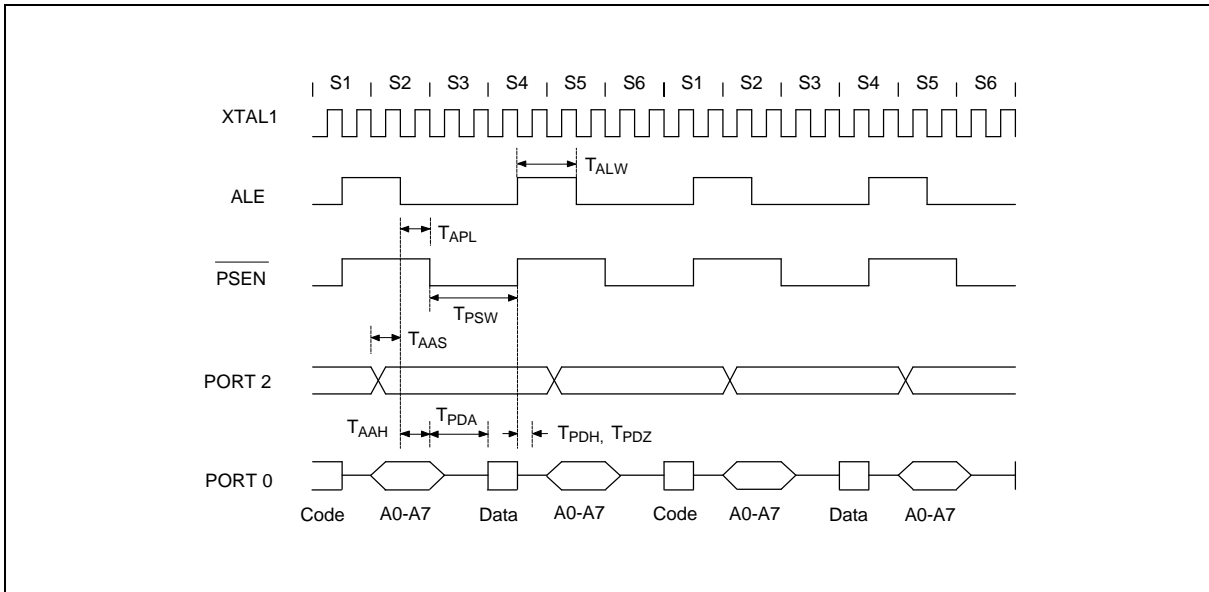 S1 S2 S3 S4 S5 S6 S1 S2 S3 S4 S5 S6
XTAL1
TALW
ALE
TAPL
PSEN
TPSW
TAAS
PORT 2
TAAH TPDA TPDH, TPDZ
PORT 0
Code A0-A7 Data A0-A7 Code A0-A7 Data A0-A7